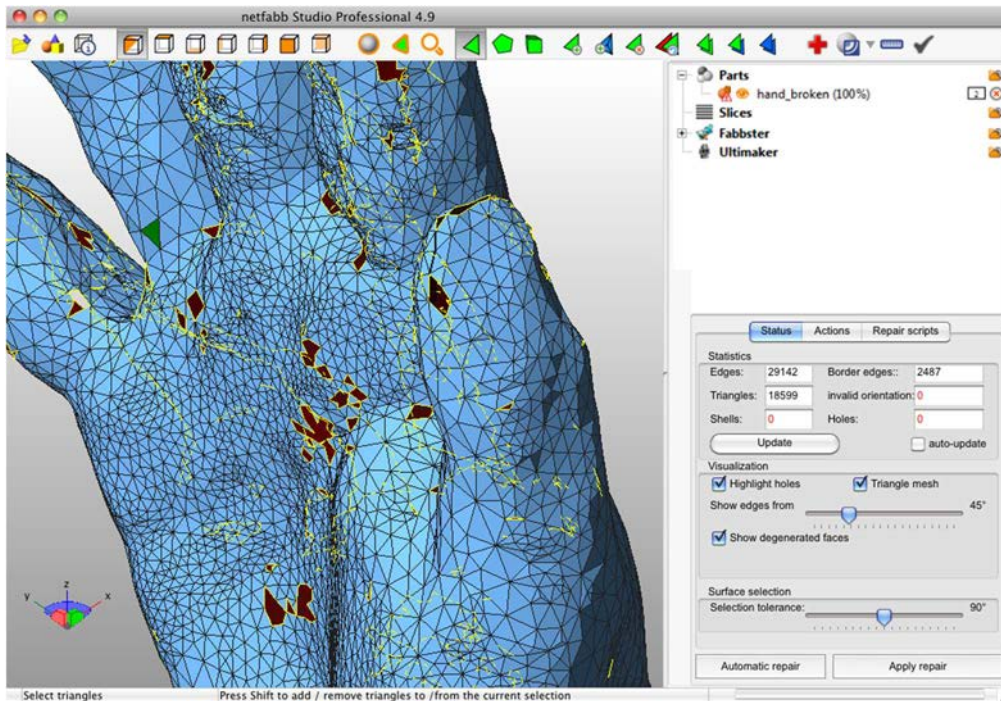 netfabb Studio Professional 4.9
Parts
hand_broken (100%)
2
Slices
Fabbster
Ultimaker
Status Actions Repair scripts
Statistics
Edges: 29142 Border edges:: 2487
Triangles: 18599 invalid orientation: 0
Shells: 0 Holes: 0
Update auto-update
Visualization
Highlight holes Triangle mesh
Show edges from 45°
Show degenerated faces
Surface selection
Selection tolerance: 90°
Automatic repair Apply repair
z
y x
Select triangles Press Shift to add / remove triangles to /from the current selection